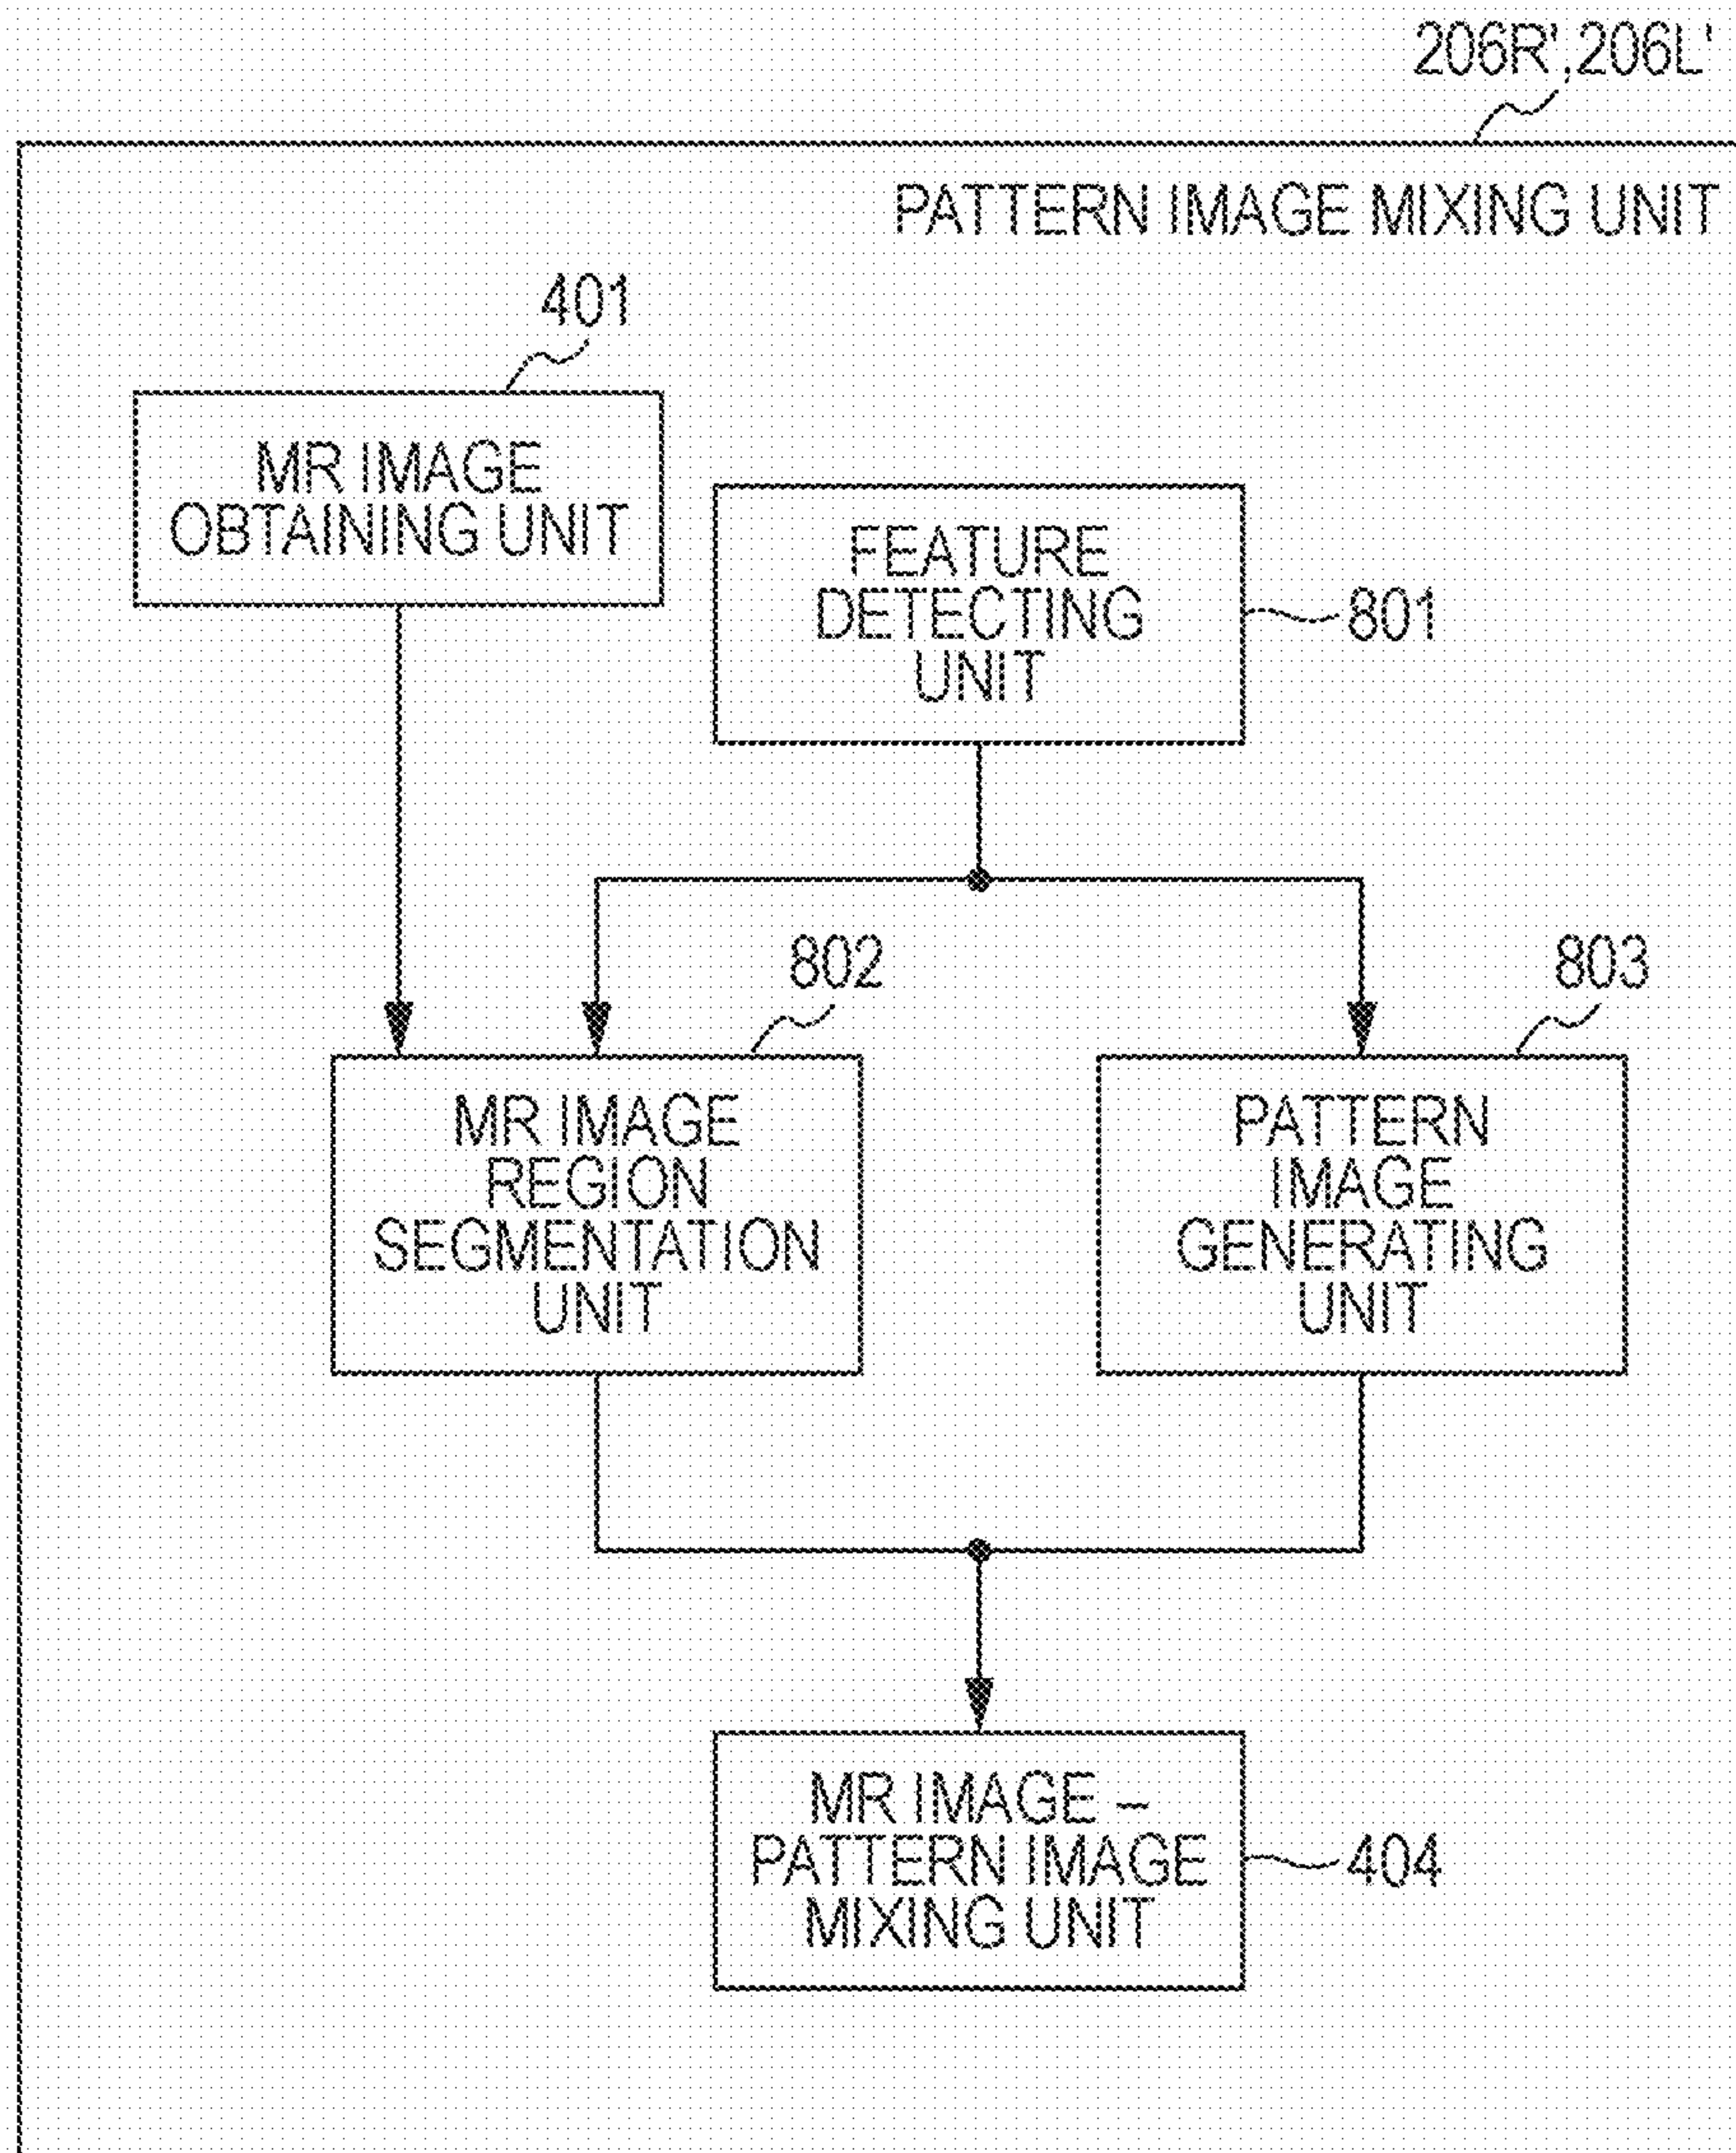 206R',206L'
PATTERN IMAGE MIXING UNIT
401
MR IMAGE
OBTAINING UNIT
FEATURE
DETECTING
UNIT
801
802
803
MR IMAGE
REGION
SEGMENTATION
UNIT
PATTERN
IMAGE
GENERATING
UNIT
MR IMAGE –
PATTERN IMAGE
MIXING UNIT
404